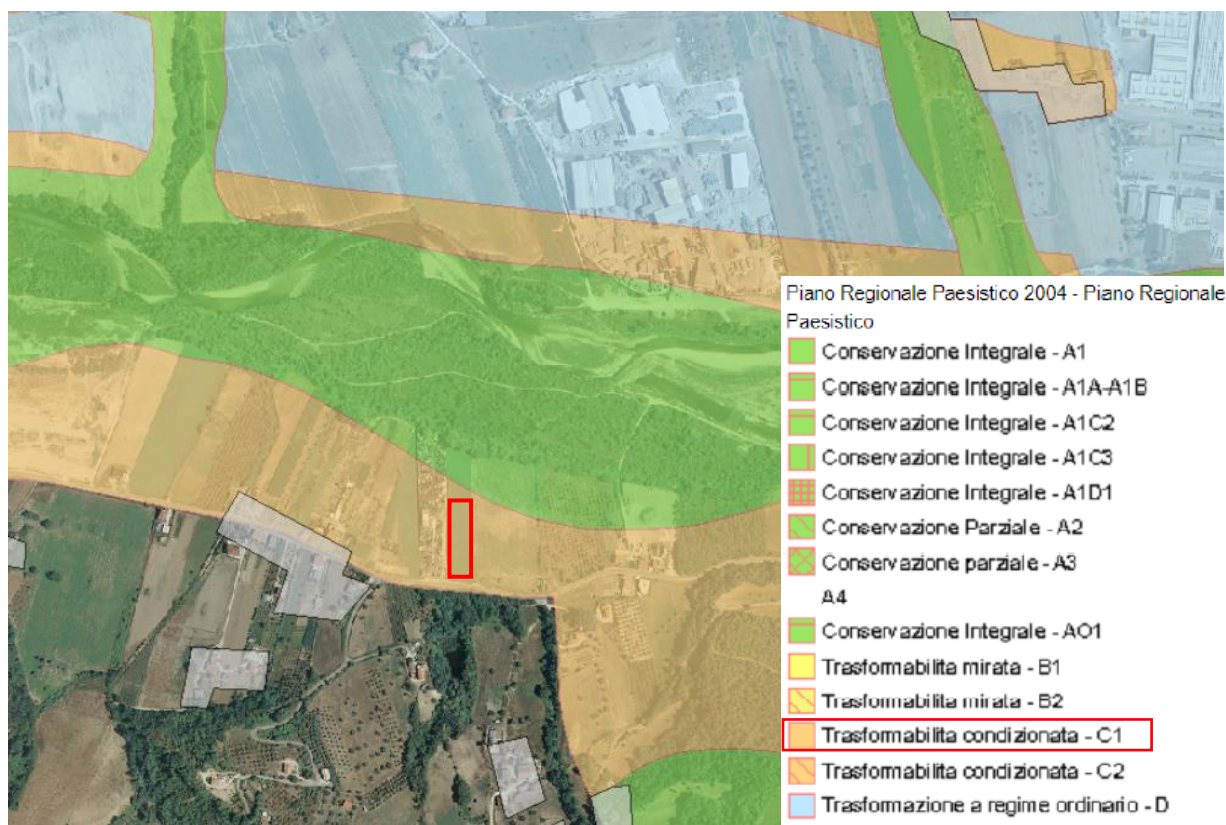 Piano Regionale Paesistico 2004 - Piano Regionale
Paesistico
Conservazione Integrale - A1
Conservazione Integrale - A1A-A1B
Conservazione Integrale - A1C2
Conservazione Integrale - A1C3
Conservazione Integrale - A1D1
Conservazione Parziale - A2
Conservazione parziale - A3
A4
Conservazione Integrale - AO1
Trasformabilita mirata - B1
Trasformabilita mirata - B2
Trasformabilita condizionata - C1
Trasformabilita condizionata - C2
Trasformazione a regime ordinario - D